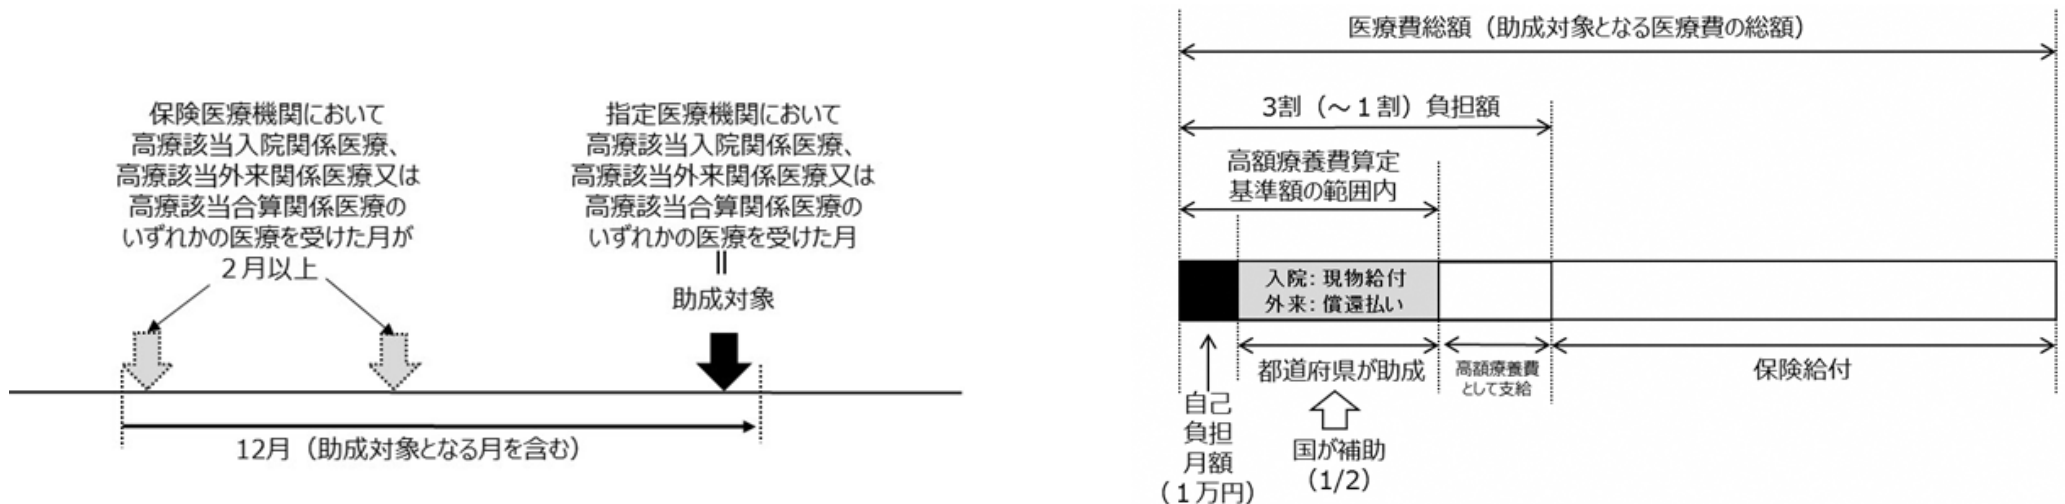 保険医療機関において
高療該当入院関係医療、
高療該当外来関係医療又は
高療該当合算関係医療の
いずれかの医療を受けた月が
２月以上
指定医療機関において
高療該当入院関係医療、
高療該当外来関係医療又は
高療該当合算関係医療の
いずれかの医療を受けた月
助成対象
12月（助成対象となる月を含む）
医療費総額（助成対象となる医療費の総額）
3割（～１割）負担額
高額療養費算定
基準額の範囲内
入院：現物給付
外来：償還払い
都道府県が助成
高額療養費
として支給
保険給付
自己
負担
月額
（１万円）
国が補助
（1/2）